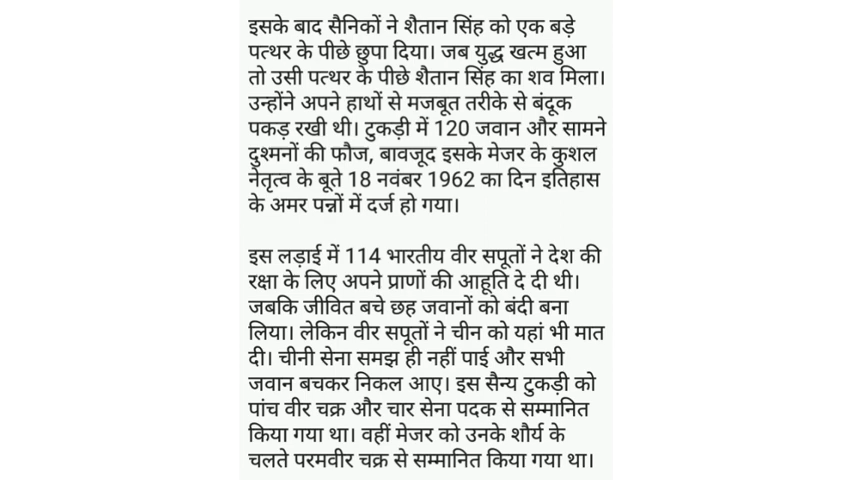 इसके बाद सैनिकों ने शैतान सिंह को एक बड़े
पत्थर के पीछे छुपा दिया। जब युद्ध खत्म हुआ
तो उसी पत्थर के पीछे शैतान सिंह का शव मिला।
उन्होंने अपने हाथों से मजबूत तरीके से बंदूक
पकड़ रखी थी। टुकड़ी में 120 जवान और सामने
दुश्मनों की फौज, बावजूद इसके मेजर के कुशल
नेतृत्व के बूते 18 नवंबर 1962 का दिन इतिहास
के अमर पन्नों में दर्ज हो गया।
इस लड़ाई में 114 भारतीय वीर सपूतों ने देश की
रक्षा के लिए अपने प्राणों की आहूति दे दी थी।
जबकि जीवित बचे छह जवानों को बंदी बना
लिया। लेकिन वीर सपूतों ने चीन को यहां भी मात
दी। चीनी सेना समझ ही नहीं पाई और सभी
जवान बचकर निकल आए। इस सैन्य टुकड़ी को
पांच वीर चक्र और चार सेना पदक से सम्मानित
किया गया था। वहीं मेजर को उनके शौर्य के
चलते परमवीर चक्र से सम्मानित किया गया था।